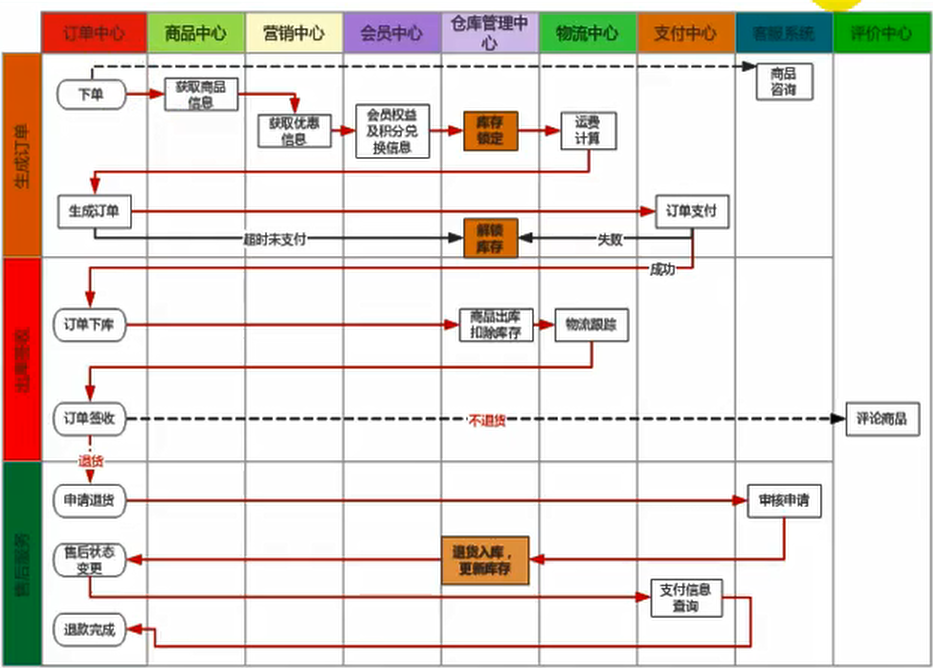 订单中心
商品中心
营销中心
会员中心
仓库管理中
心
物流中心
支付中心
客服系统
评价中心
生成订单
下单
获取商品
信息
获取优惠
信息
会员权益
及积分兑
换信息
库存
锁定
运费
计算
商品
咨询
生成订单
订单支付
超时未支付
解锁
库存
失败
成功
出库签收
订单下库
商品出库
扣除库存
物流跟踪
订单签收
不退货
评论商品
退货
售后服务
申请退货
审核申请
售后状态
变更
退货入库，
更新库存
支付信息
查询
退款完成